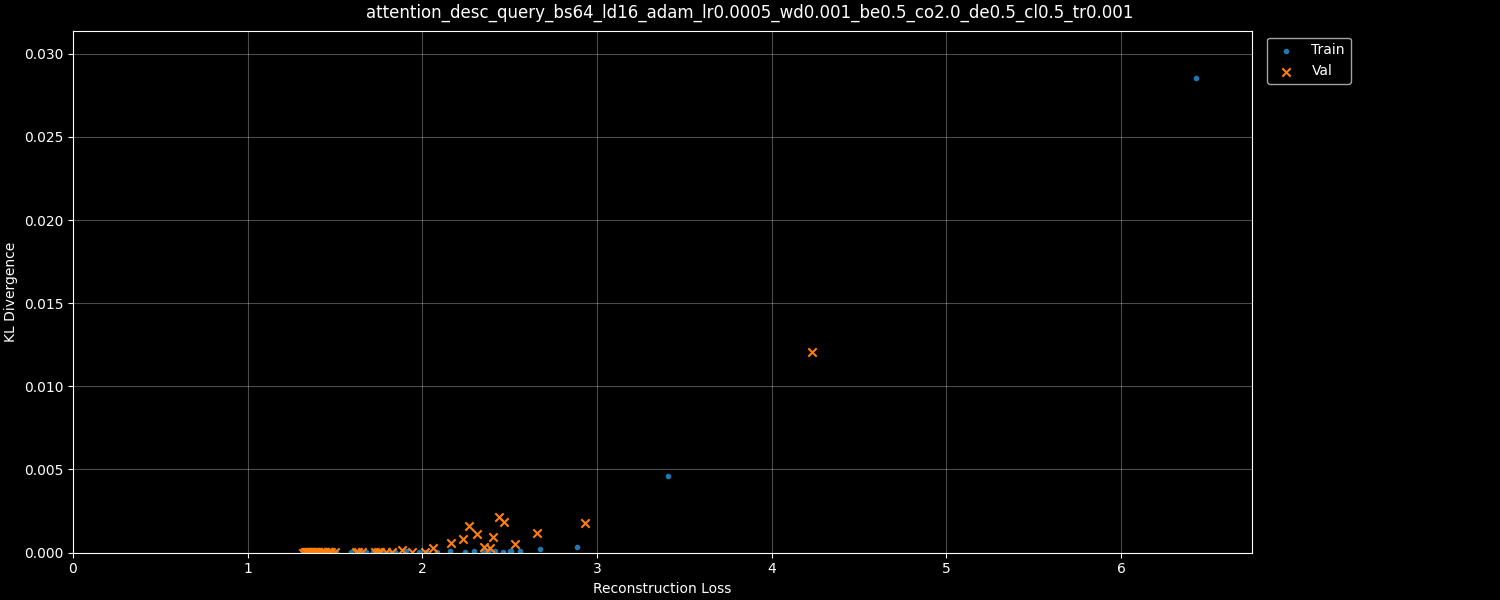 attention_desc_query_bs64_ld16_adam_lr0.0005_wd0.001_be0.5_co2.0_de0.5_cl0.5_tr0.001
Train
Val
0.030
0.025
0.020
0.015
0.010
0.005
0.000
KL Divergence
0 1 2 3 4 5 6
Reconstruction Loss